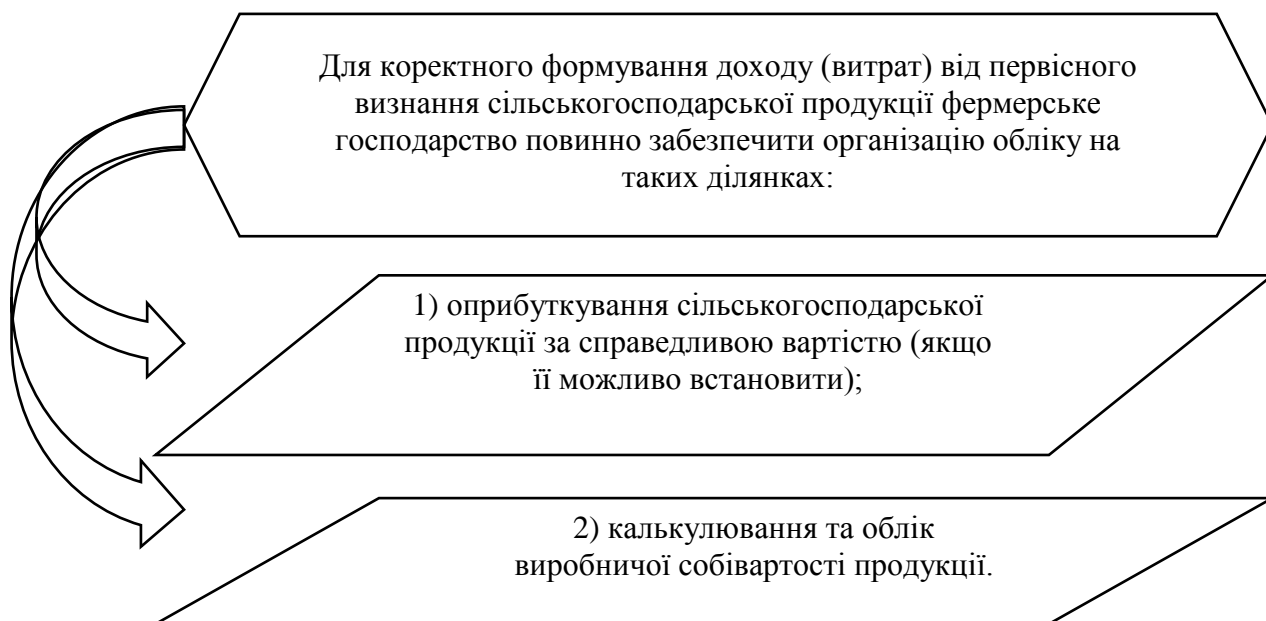 Для коректного формування доходу (витрат) від первісного
визнання сільськогосподарської продукції фермерське
господарство повинно забезпечити організацію обліку на
таких ділянках:
1) оприбуткування сільськогосподарської
продукції за справедливою вартістю (якщо
її можливо встановити);
2) калькулювання та облік
виробничої собівартості продукції.